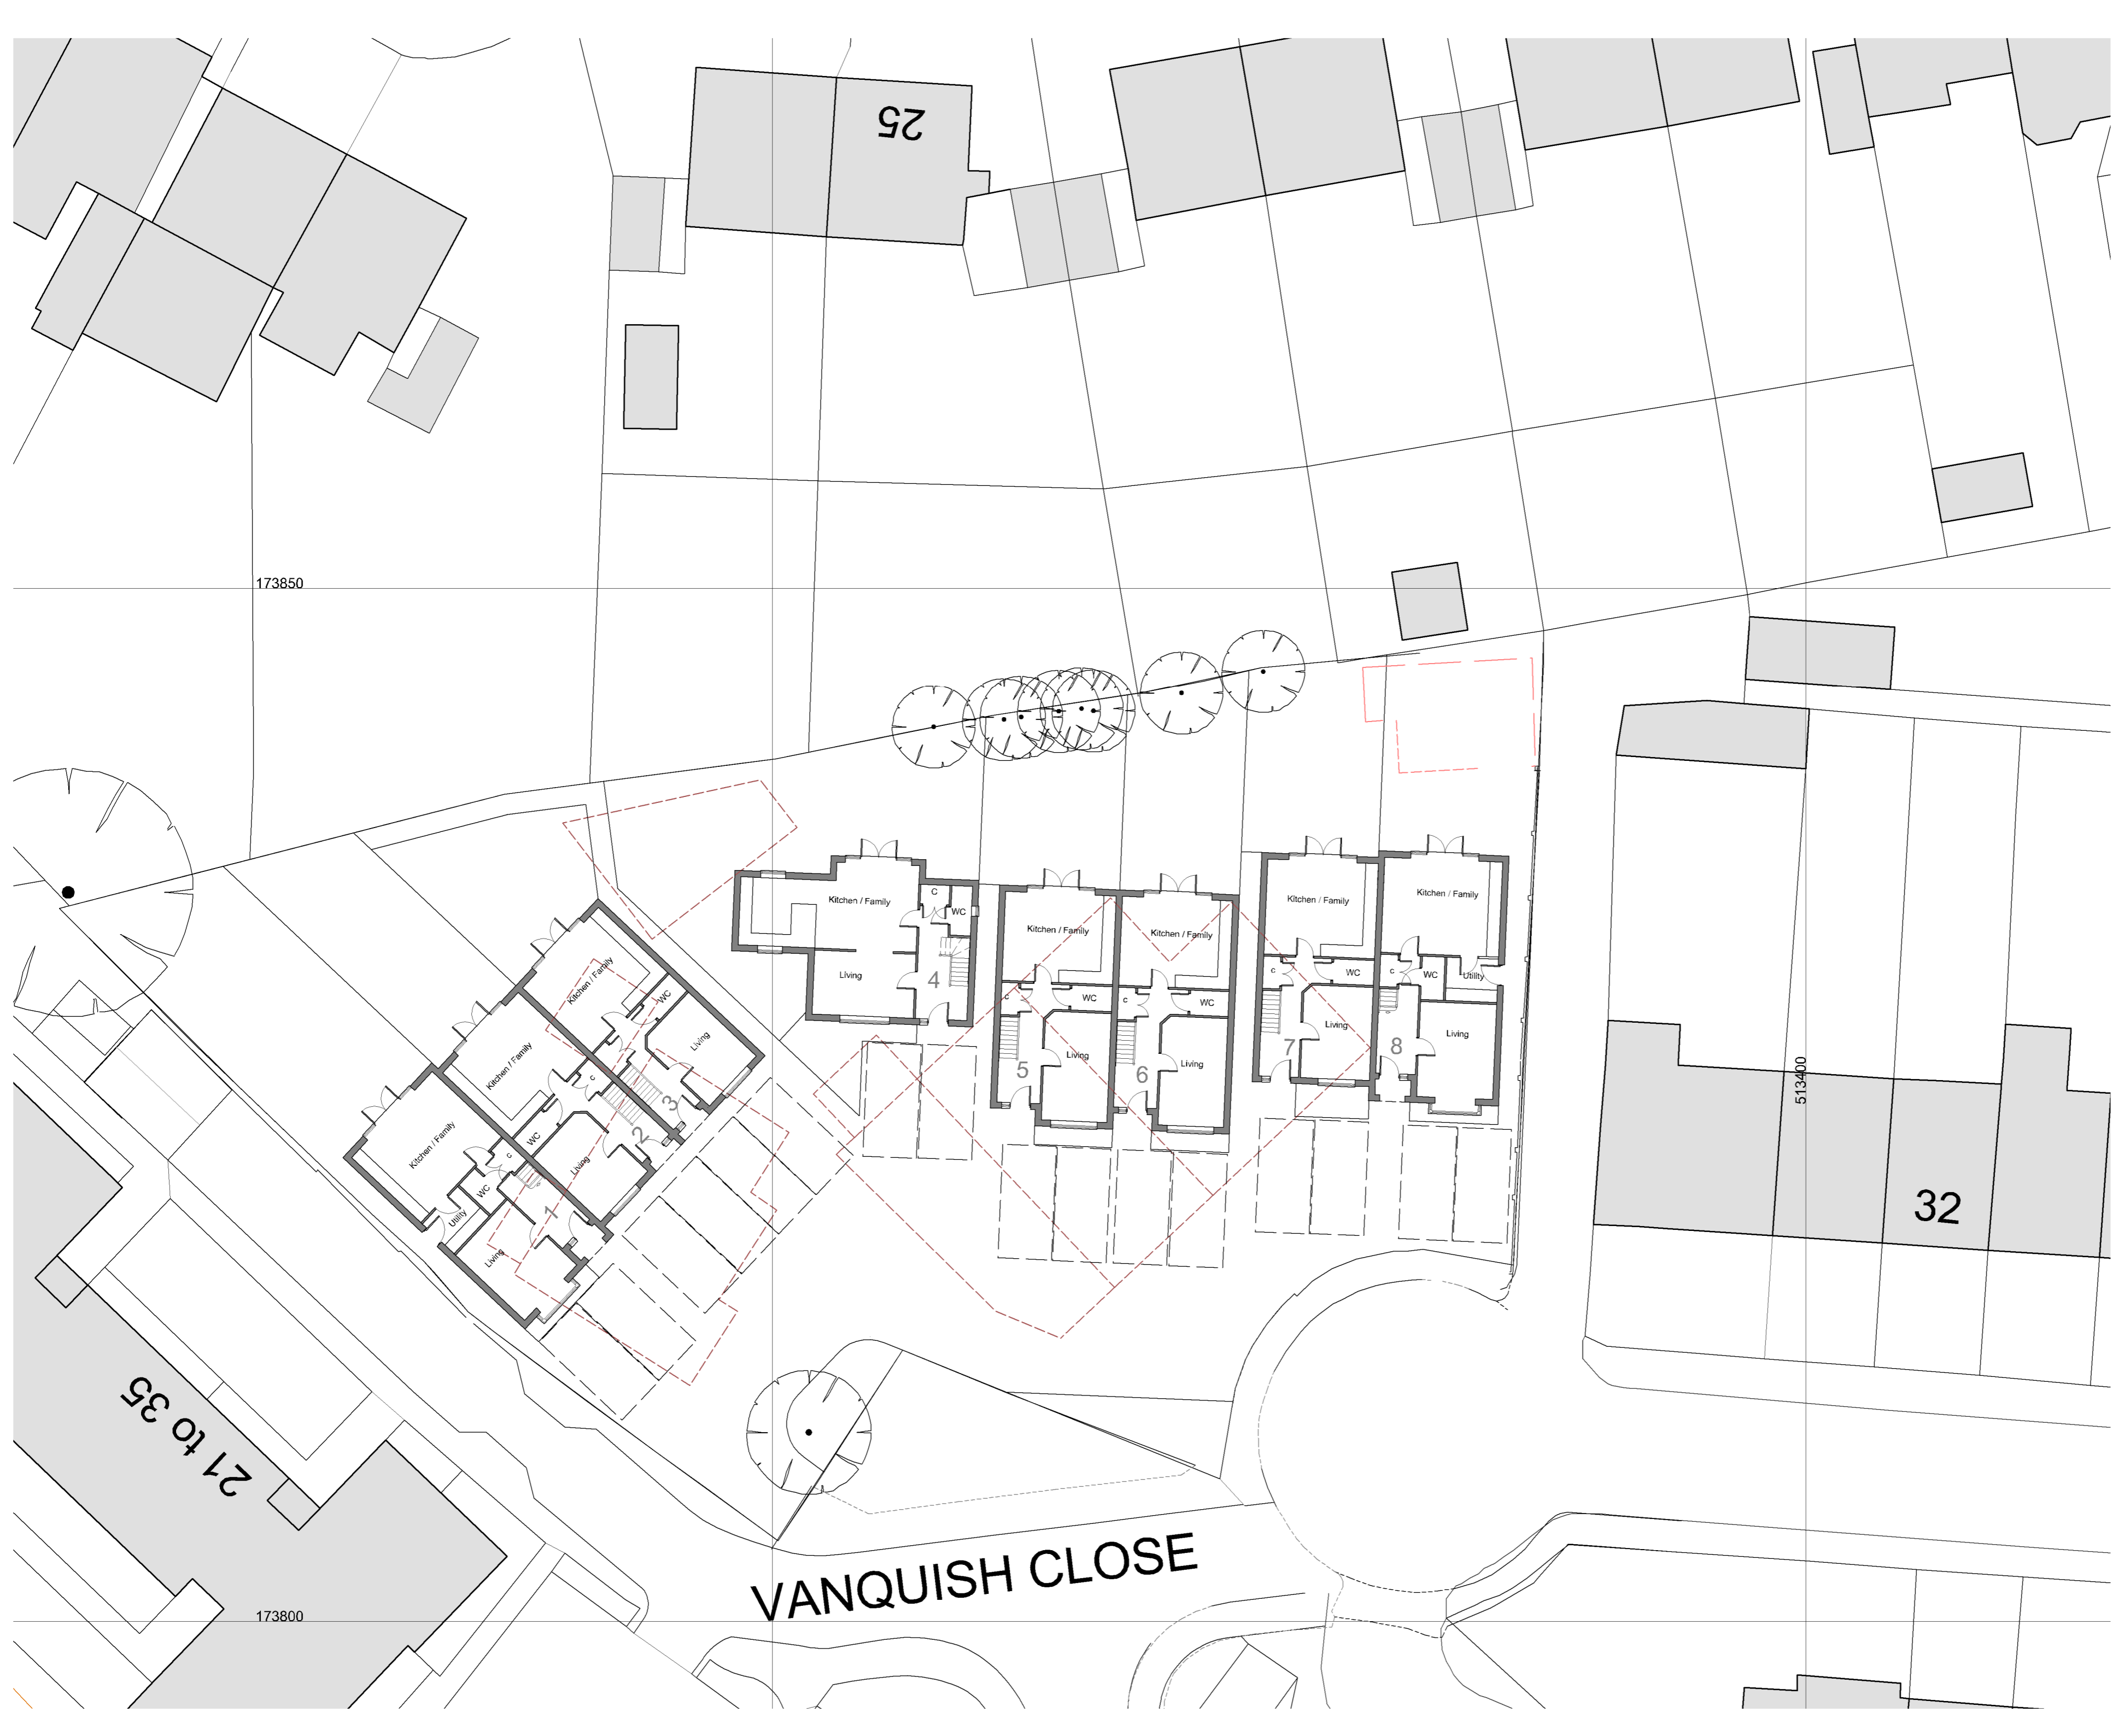 25
173850
Kitchen / Family
C
WC
Living
4
Kitchen / Family
C
WC
Living
5
Kitchen / Family
C
WC
Living
6
Kitchen / Family
C
WC
Living
7
Kitchen / Family
C
WC
Utility
Living
8
Kitchen / Family
WC
Living
3
Kitchen / Family
C
WC
Living
2
Kitchen / Family
C
WC
Utility
Living
1
513400
32
21 to 35
VANQUISH CLOSE
173800